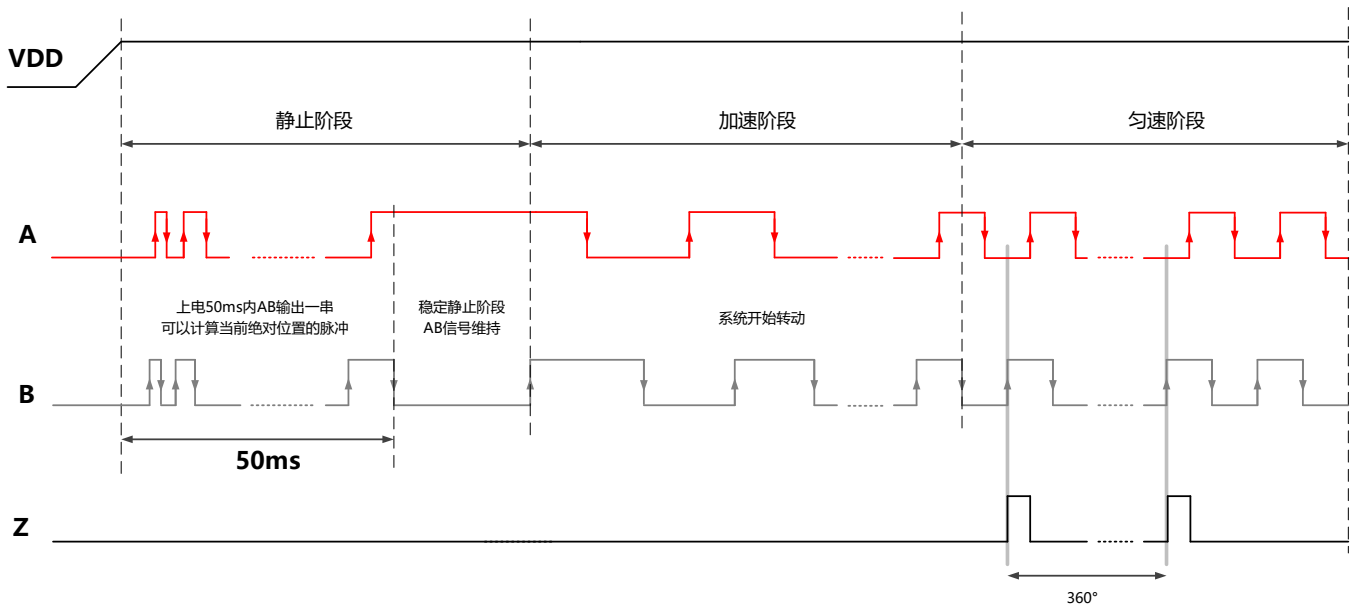 VDD
静止阶段
加速阶段
匀速阶段
A
上电50ms内AB输出一串
可以计算当前绝对位置的脉冲
稳定静止阶段
AB信号维持
系统开始转动
B
50ms
Z
360°